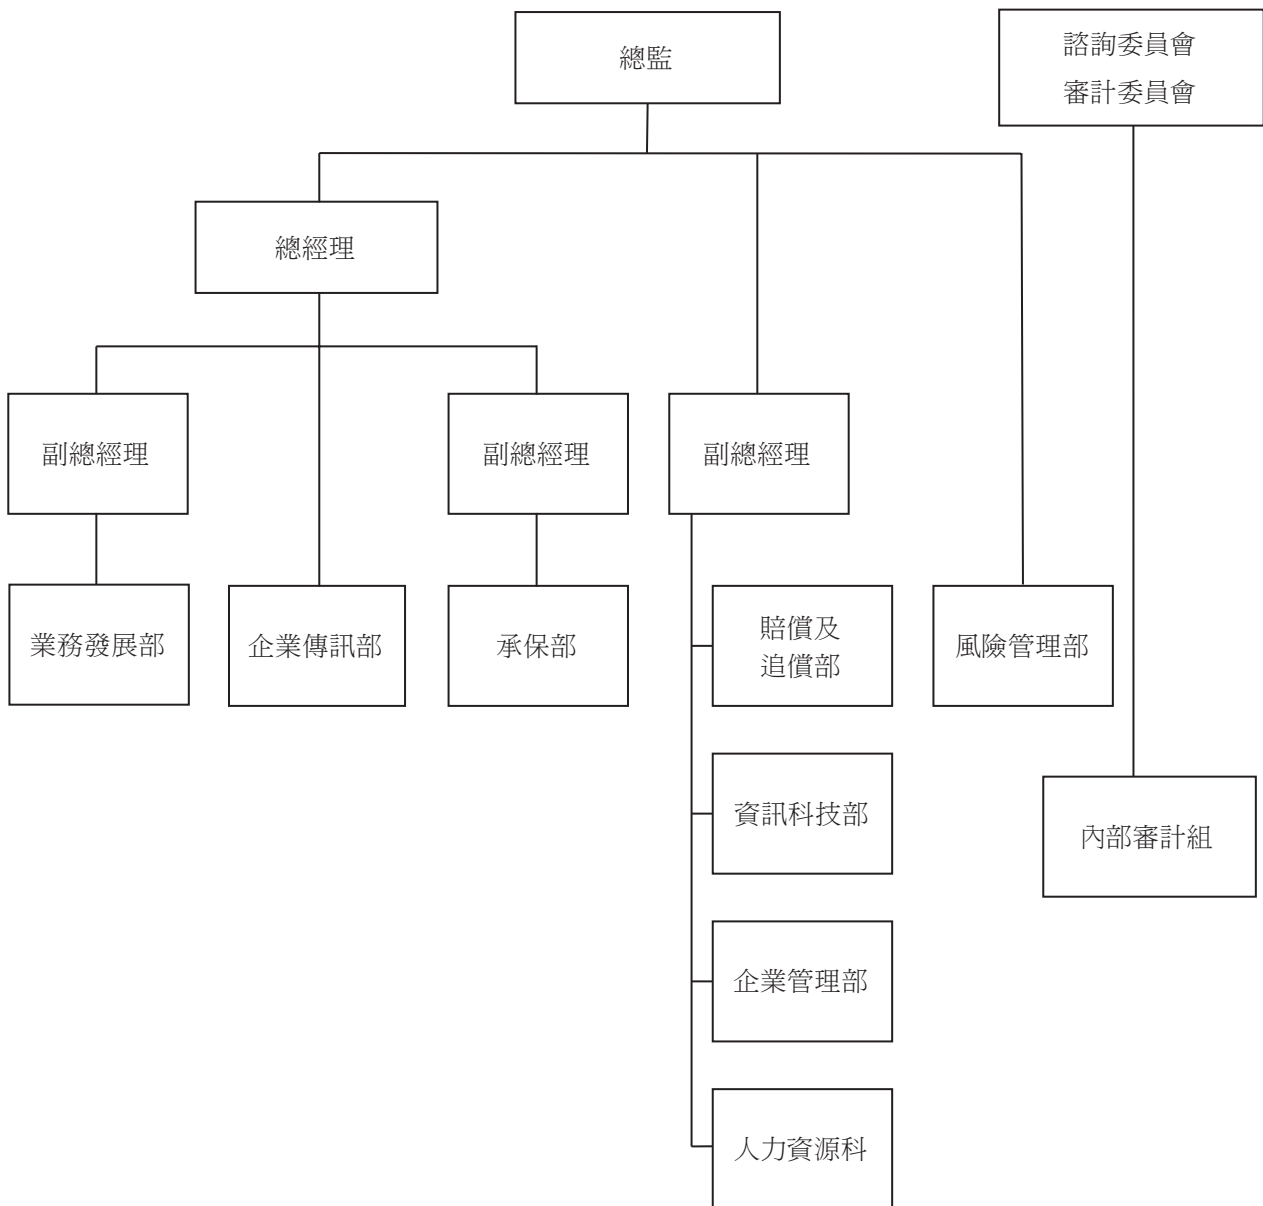 總監
諮詢委員會
審計委員會
總經理
副總經理
副總經理
副總經理
業務發展部
企業傳訊部
承保部
賠償及
追償部
風險管理部
資訊科技部
內部審計組
企業管理部
人力資源科